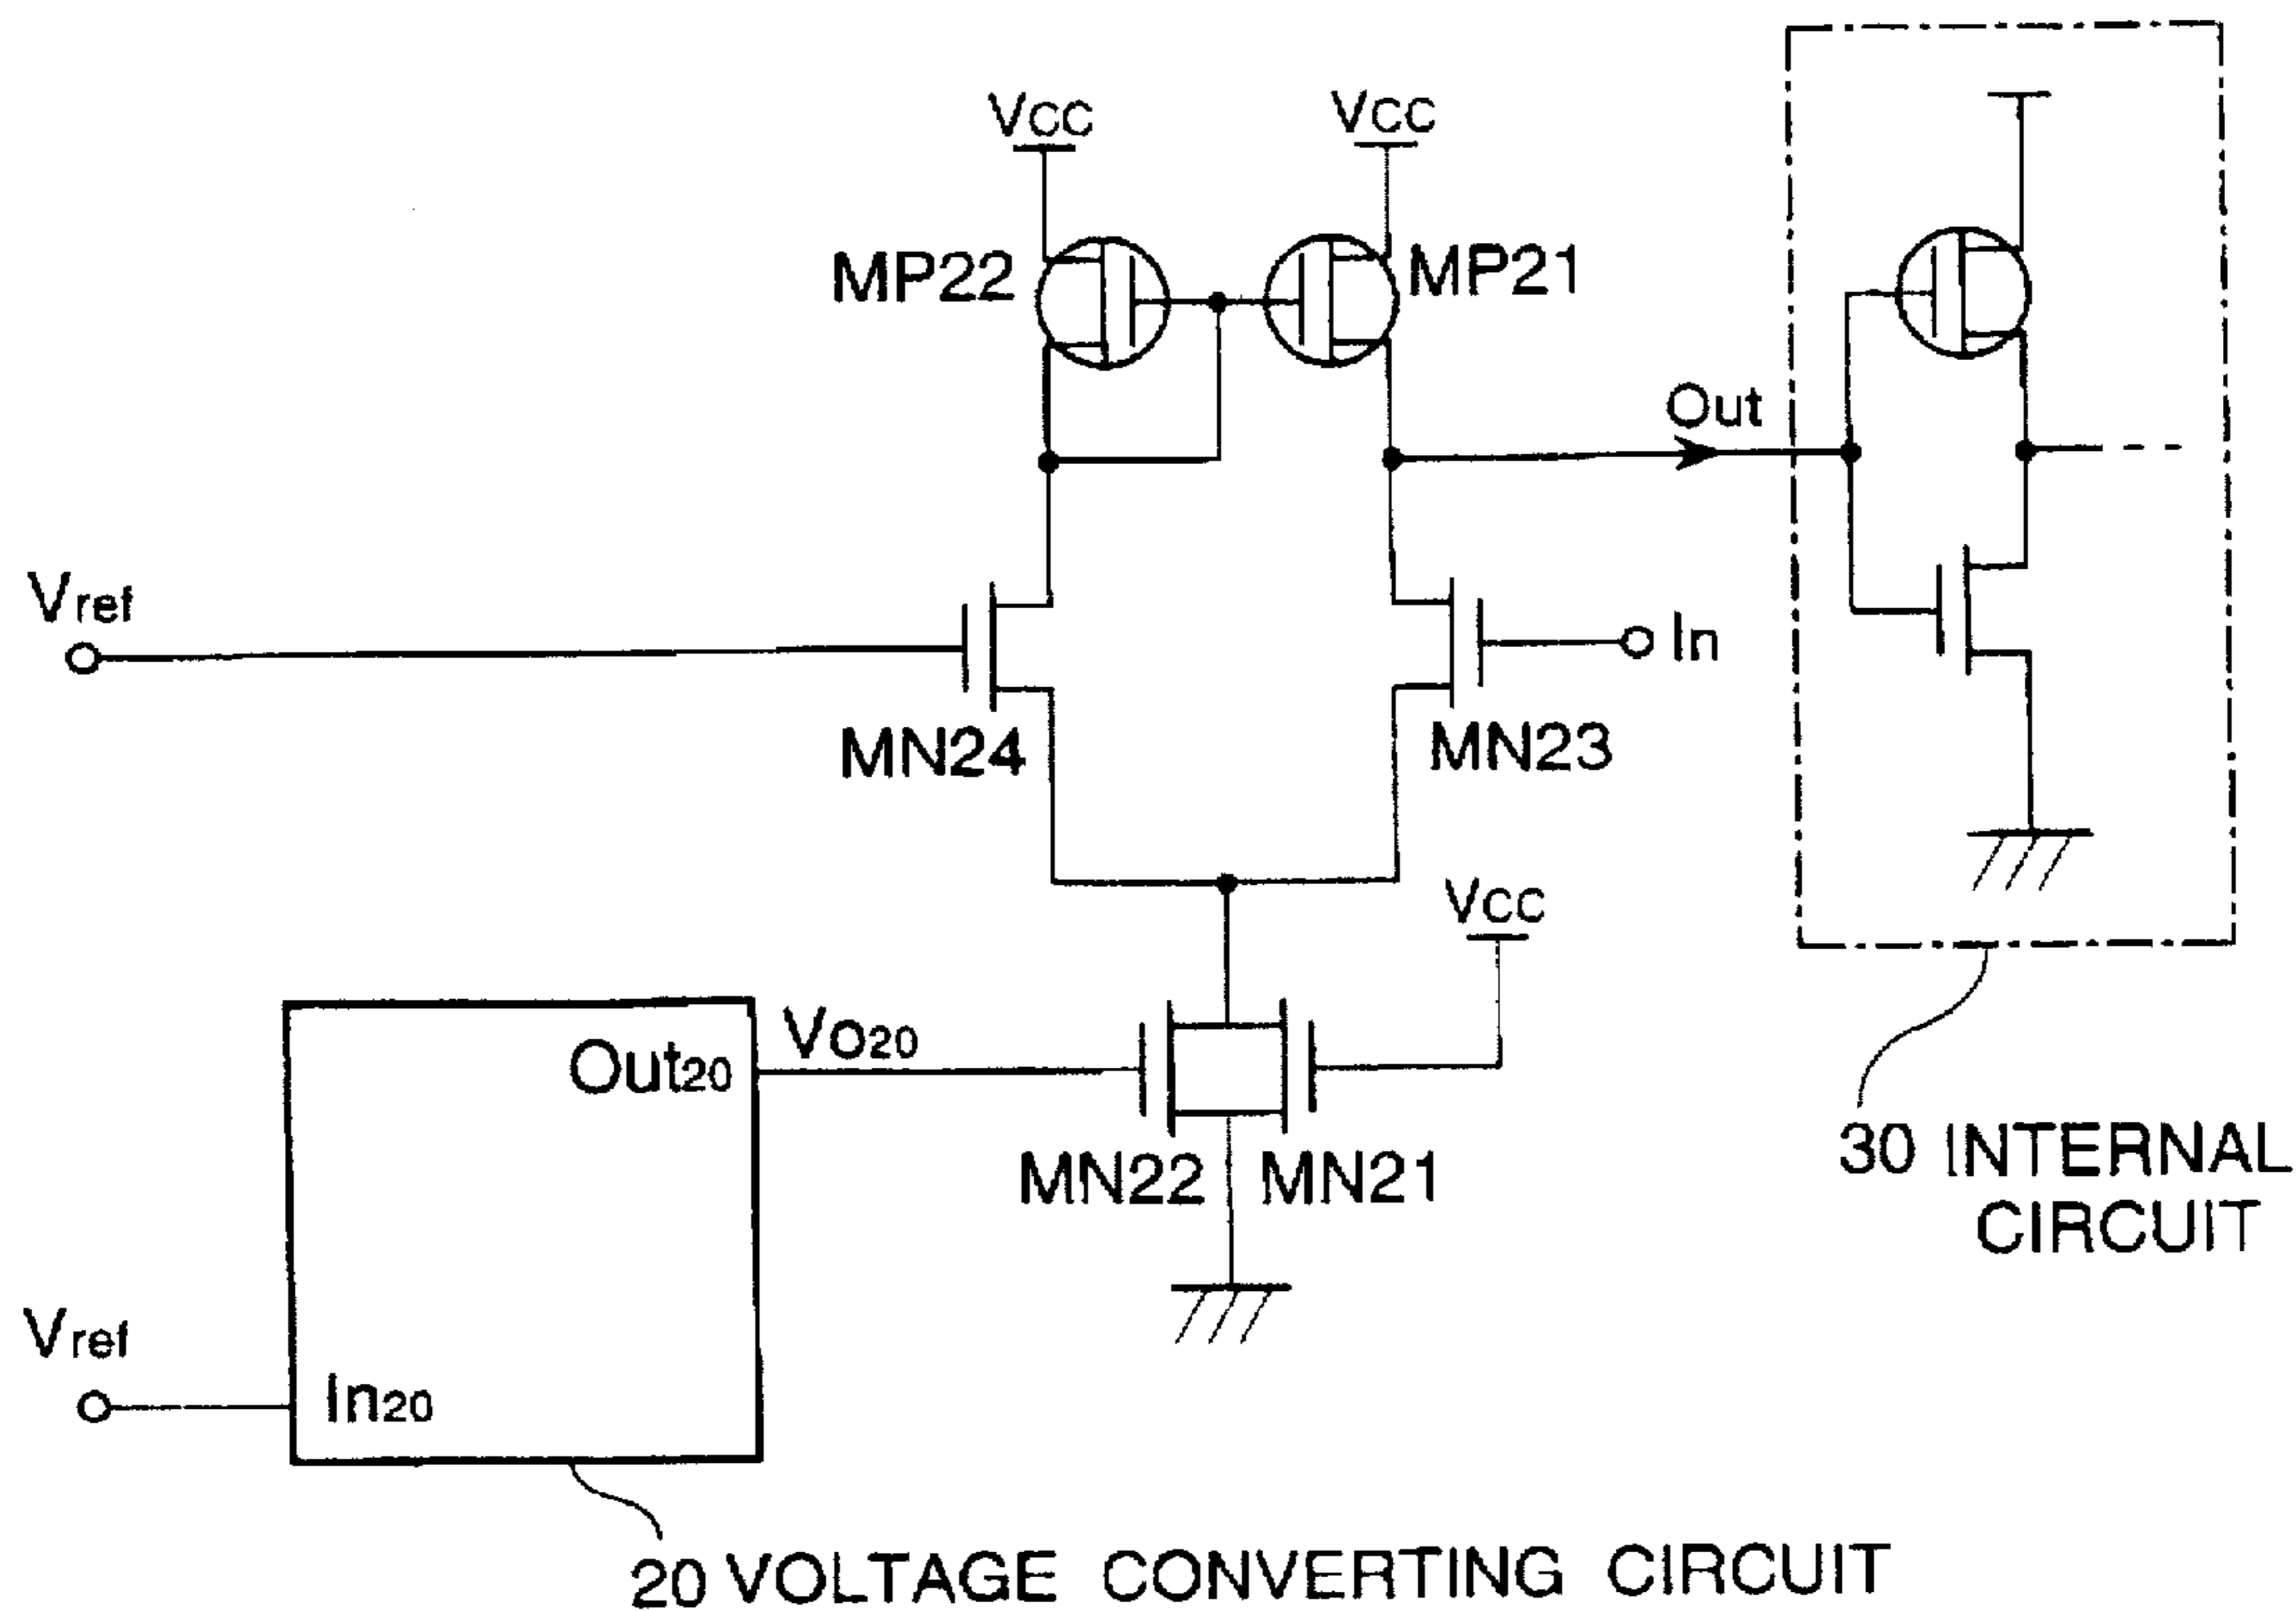 Vcc
Vcc
MP22
MP21
Out
Vref
In
MN24
MN23
Vcc
Out20
Vo20
MN22
MN21
30 INTERNAL
CIRCUIT
Vref
In20
20 VOLTAGE CONVERTING CIRCUIT